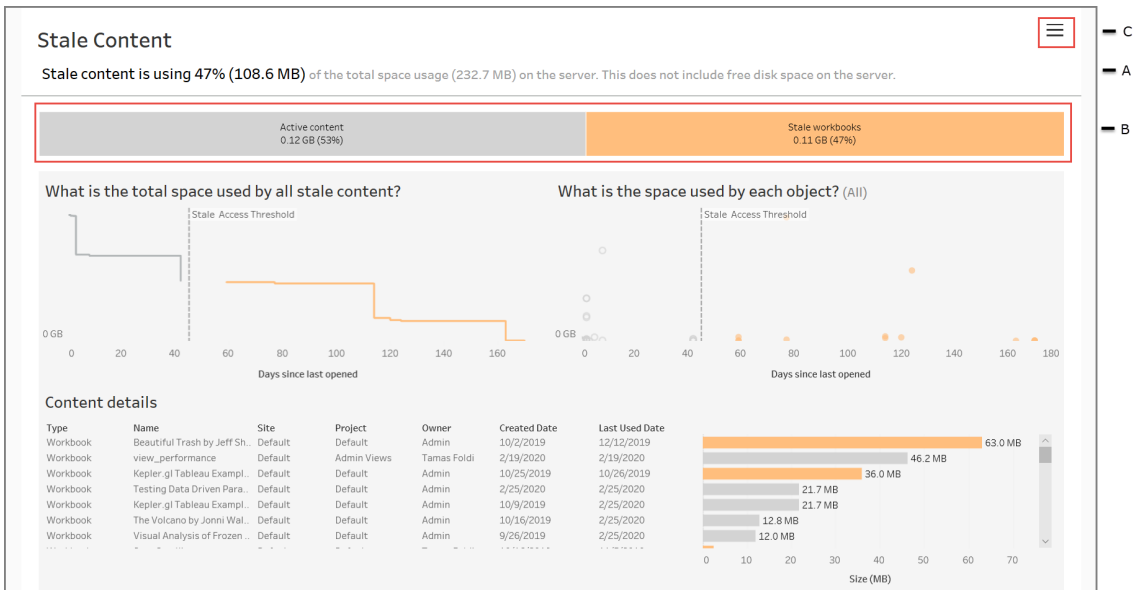 C
Stale Content
Stale content is using 47% (108.6 MB) of the total space usage (232.7 MB) on the server. This does not include free disk space on the server.
A
Active content
0.12 GB (53%)
Stale workbooks
0.11 GB (47%)
B
What is the total space used by all stale content?
What is the space used by each object? (All)
Stale Access Threshold
Stale Access Threshold
0 GB
0 GB
0 20 40 60 80 100 120 140 160
0 20 40 60 80 100 120 140 160 180
Days since last opened
Days since last opened
Content details
Type Name Site Project Owner Created Date Last Used Date
Workbook Beautiful Trash by Jeff Sh.. Default Default Admin 10/2/2019 12/12/2019 63.0 MB
Workbook view_performance Default Admin Views Tamas Foldi 2/19/2020 2/19/2020 46.2 MB
Workbook Kepler.gl Tableau Exampl.. Default Default Admin 10/25/2019 10/26/2019 36.0 MB
Workbook Testing Data Driven Para.. Default Default Admin 2/25/2020 2/25/2020 21.7 MB
Workbook Kepler.gl Tableau Exampl.. Default Default Admin 10/9/2019 2/25/2020 21.7 MB
Workbook The Volcano by Jonni Wal.. Default Default Admin 10/16/2019 2/25/2020 12.8 MB
Workbook Visual Analysis of Frozen .. Default Default Admin 9/26/2019 2/25/2020 12.0 MB
0 10 20 30 40 50 60 70
Size (MB)